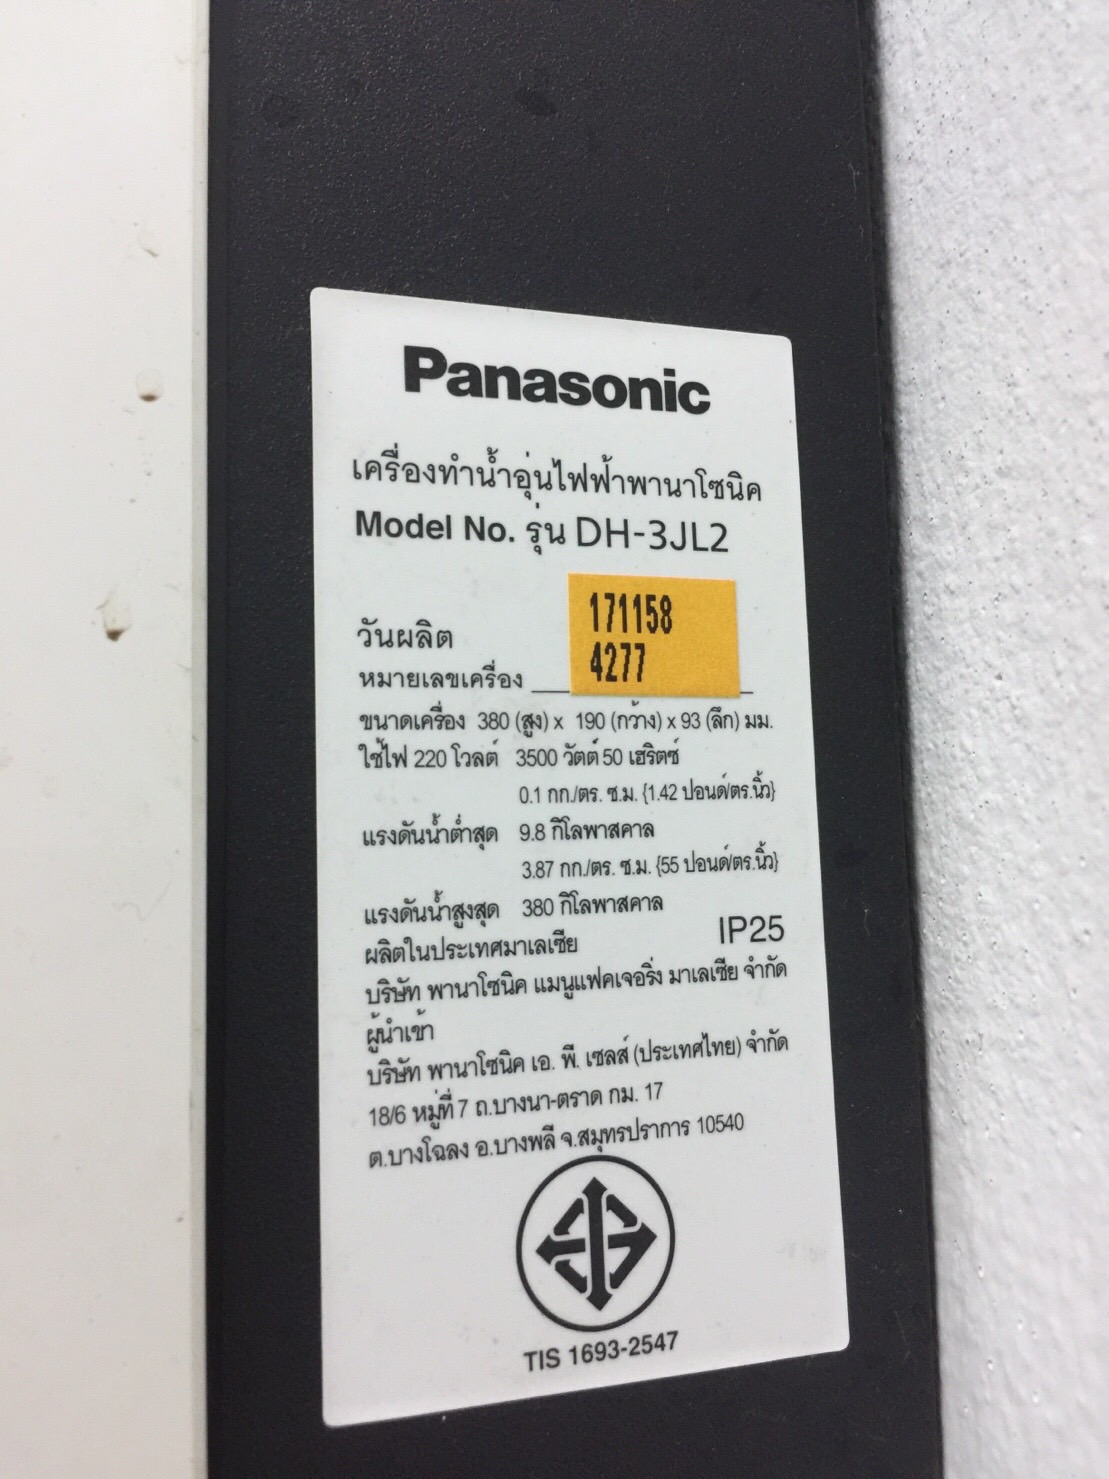 Panasonic
เครื่องทำน้ำอุ่นไฟฟ้าพานาโซนิค
Model No. รุ่น DH-3JL2
วันผลิต 171158
หมายเลขเครื่อง 4277
ขนาดเครื่อง 380 (สูง) x 190 (กว้าง) x 93 (ลึก) มม.
ใช้ไฟ 220 โวลต์ 3500 วัตต์ 50 เฮิรตซ์
0.1 กก./ตร. ซ.ม. {1.42 ปอนด์/ตร.นิ้ว}
แรงดันน้ำต่ำสุด 9.8 กิโลพาสคาล
3.87 กก./ตร. ซ.ม. {55 ปอนด์/ตร.นิ้ว}
แรงดันน้ำสูงสุด 380 กิโลพาสคาล
ผลิตในประเทศมาเลเซีย IP25
บริษัท พานาโซนิค แมนูแฟคเจอริ่ง มาเลเซีย จำกัด
ผู้นำเข้า
บริษัท พานาโซนิค เอ. พี. เซลส์ (ประเทศไทย) จำกัด
18/6 หมู่ที่ 7 ถ.บางนา-ตราด กม. 17
ต.บางโฉลง อ.บางพลี จ.สมุทรปราการ 10540
TIS 1693-2547